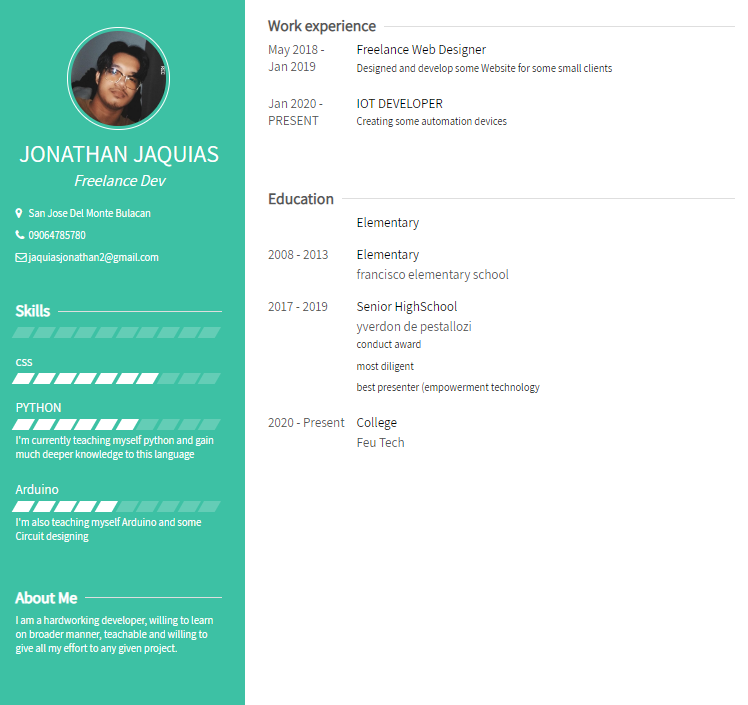 JONATHAN JAQUIAS
Freelance Dev
San Jose Del Monte Bulacan
09064785780
jaquiasjonathan2@gmail.com
Skills
css
PYTHON
I'm currently teaching myself python and gain
much deeper knowledge to this language
Arduino
I'm also teaching myself Arduino and some
Circuit designing
About Me
I am a hardworking developer, willing to learn
on broader manner, teachable and willing to
give all my effort to any given project.
Work experience
May 2018 - Freelance Web Designer
Jan 2019 Designed and develop some Website for some small clients
Jan 2020 - IOT DEVELOPER
PRESENT Creating some automation devices
Education
Elementary
2008 - 2013 Elementary
francisco elementary school
2017 - 2019 Senior HighSchool
yverdon de pestallozi
conduct award
most diligent
best presenter (empowerment technology
2020 - Present College
Feu Tech